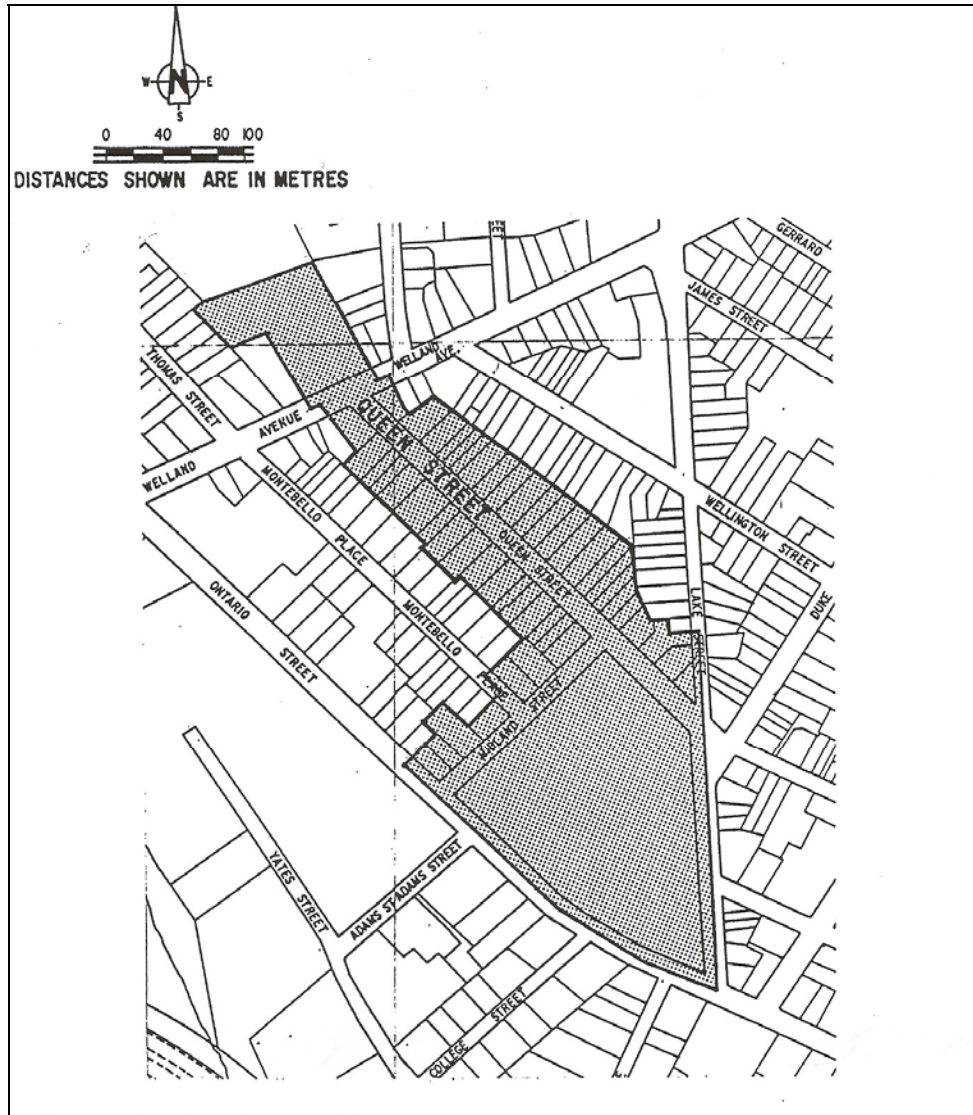 N
W
E
S
0 40 80 100
DISTANCES SHOWN ARE IN METRES
GERRARD
JAMES STREET
THOMAS STREET
WELLAND AVE.
WELLAND AVENUE
QUEEN STREET
QUEEN STREET
MONTEBELLO PLACE
MONTEBELLO
WELLINGTON STREET
DUKE
LAKE
ONTARIO STREET
STREET
YATES STREET
ADAMS ST
ADAMS STREET
COLLEGE STREET